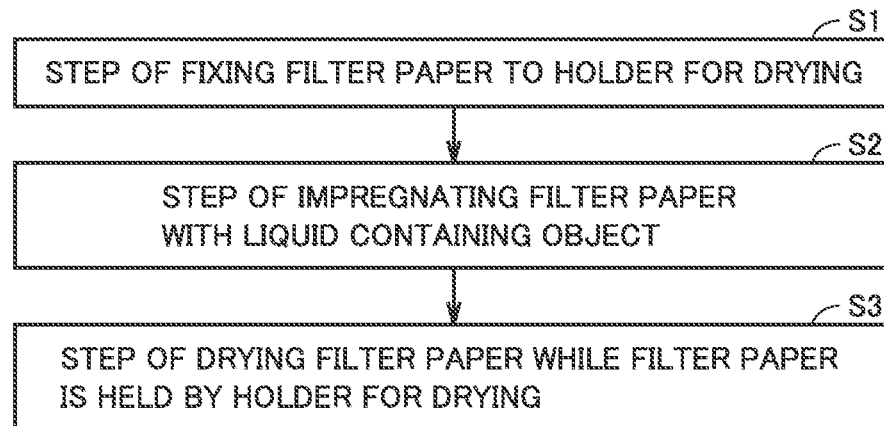 S1
STEP OF FIXING FILTER PAPER TO HOLDER FOR DRYING
S2
STEP OF IMPREGNATING FILTER PAPER
WITH LIQUID CONTAINING OBJECT
S3
STEP OF DRYING FILTER PAPER WHILE FILTER PAPER
IS HELD BY HOLDER FOR DRYING